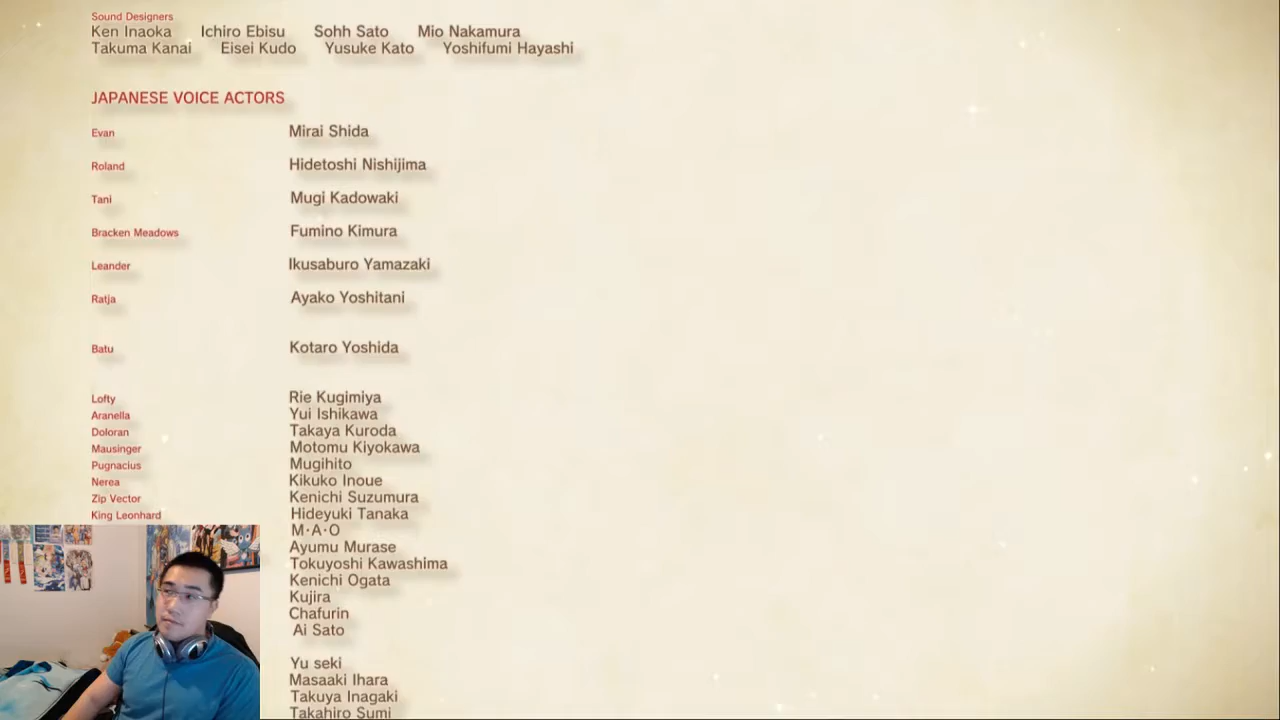 Sound Designers
Ken Inaoka Ichiro Ebisu Sohh Sato Mio Nakamura
Takuma Kanai Eisei Kudo Yusuke Kato Yoshifumi Hayashi
JAPANESE VOICE ACTORS
Evan Mirai Shida
Roland Hidetoshi Nishijima
Tani Mugi Kadowaki
Bracken Meadows Fumino Kimura
Leander Ikusaburo Yamazaki
Ratja Ayako Yoshitani
Batu Kotaro Yoshida
Lofty Rie Kugimiya
Aranella Yui Ishikawa
Doloran Takaya Kuroda
Mausinger Motomu Kiyokawa
Pugnacius Mugihito
Nerea Kikuko Inoue
Zip Vector Kenichi Suzumura
King Leonhard Hideyuki Tanaka
M·A·O
Ayumu Murase
Tokuyoshi Kawashima
Kenichi Ogata
Kujira
Chafurin
Ai Sato
Yu seki
Masaaki Ihara
Takuya Inagaki
Takahiro Sumi